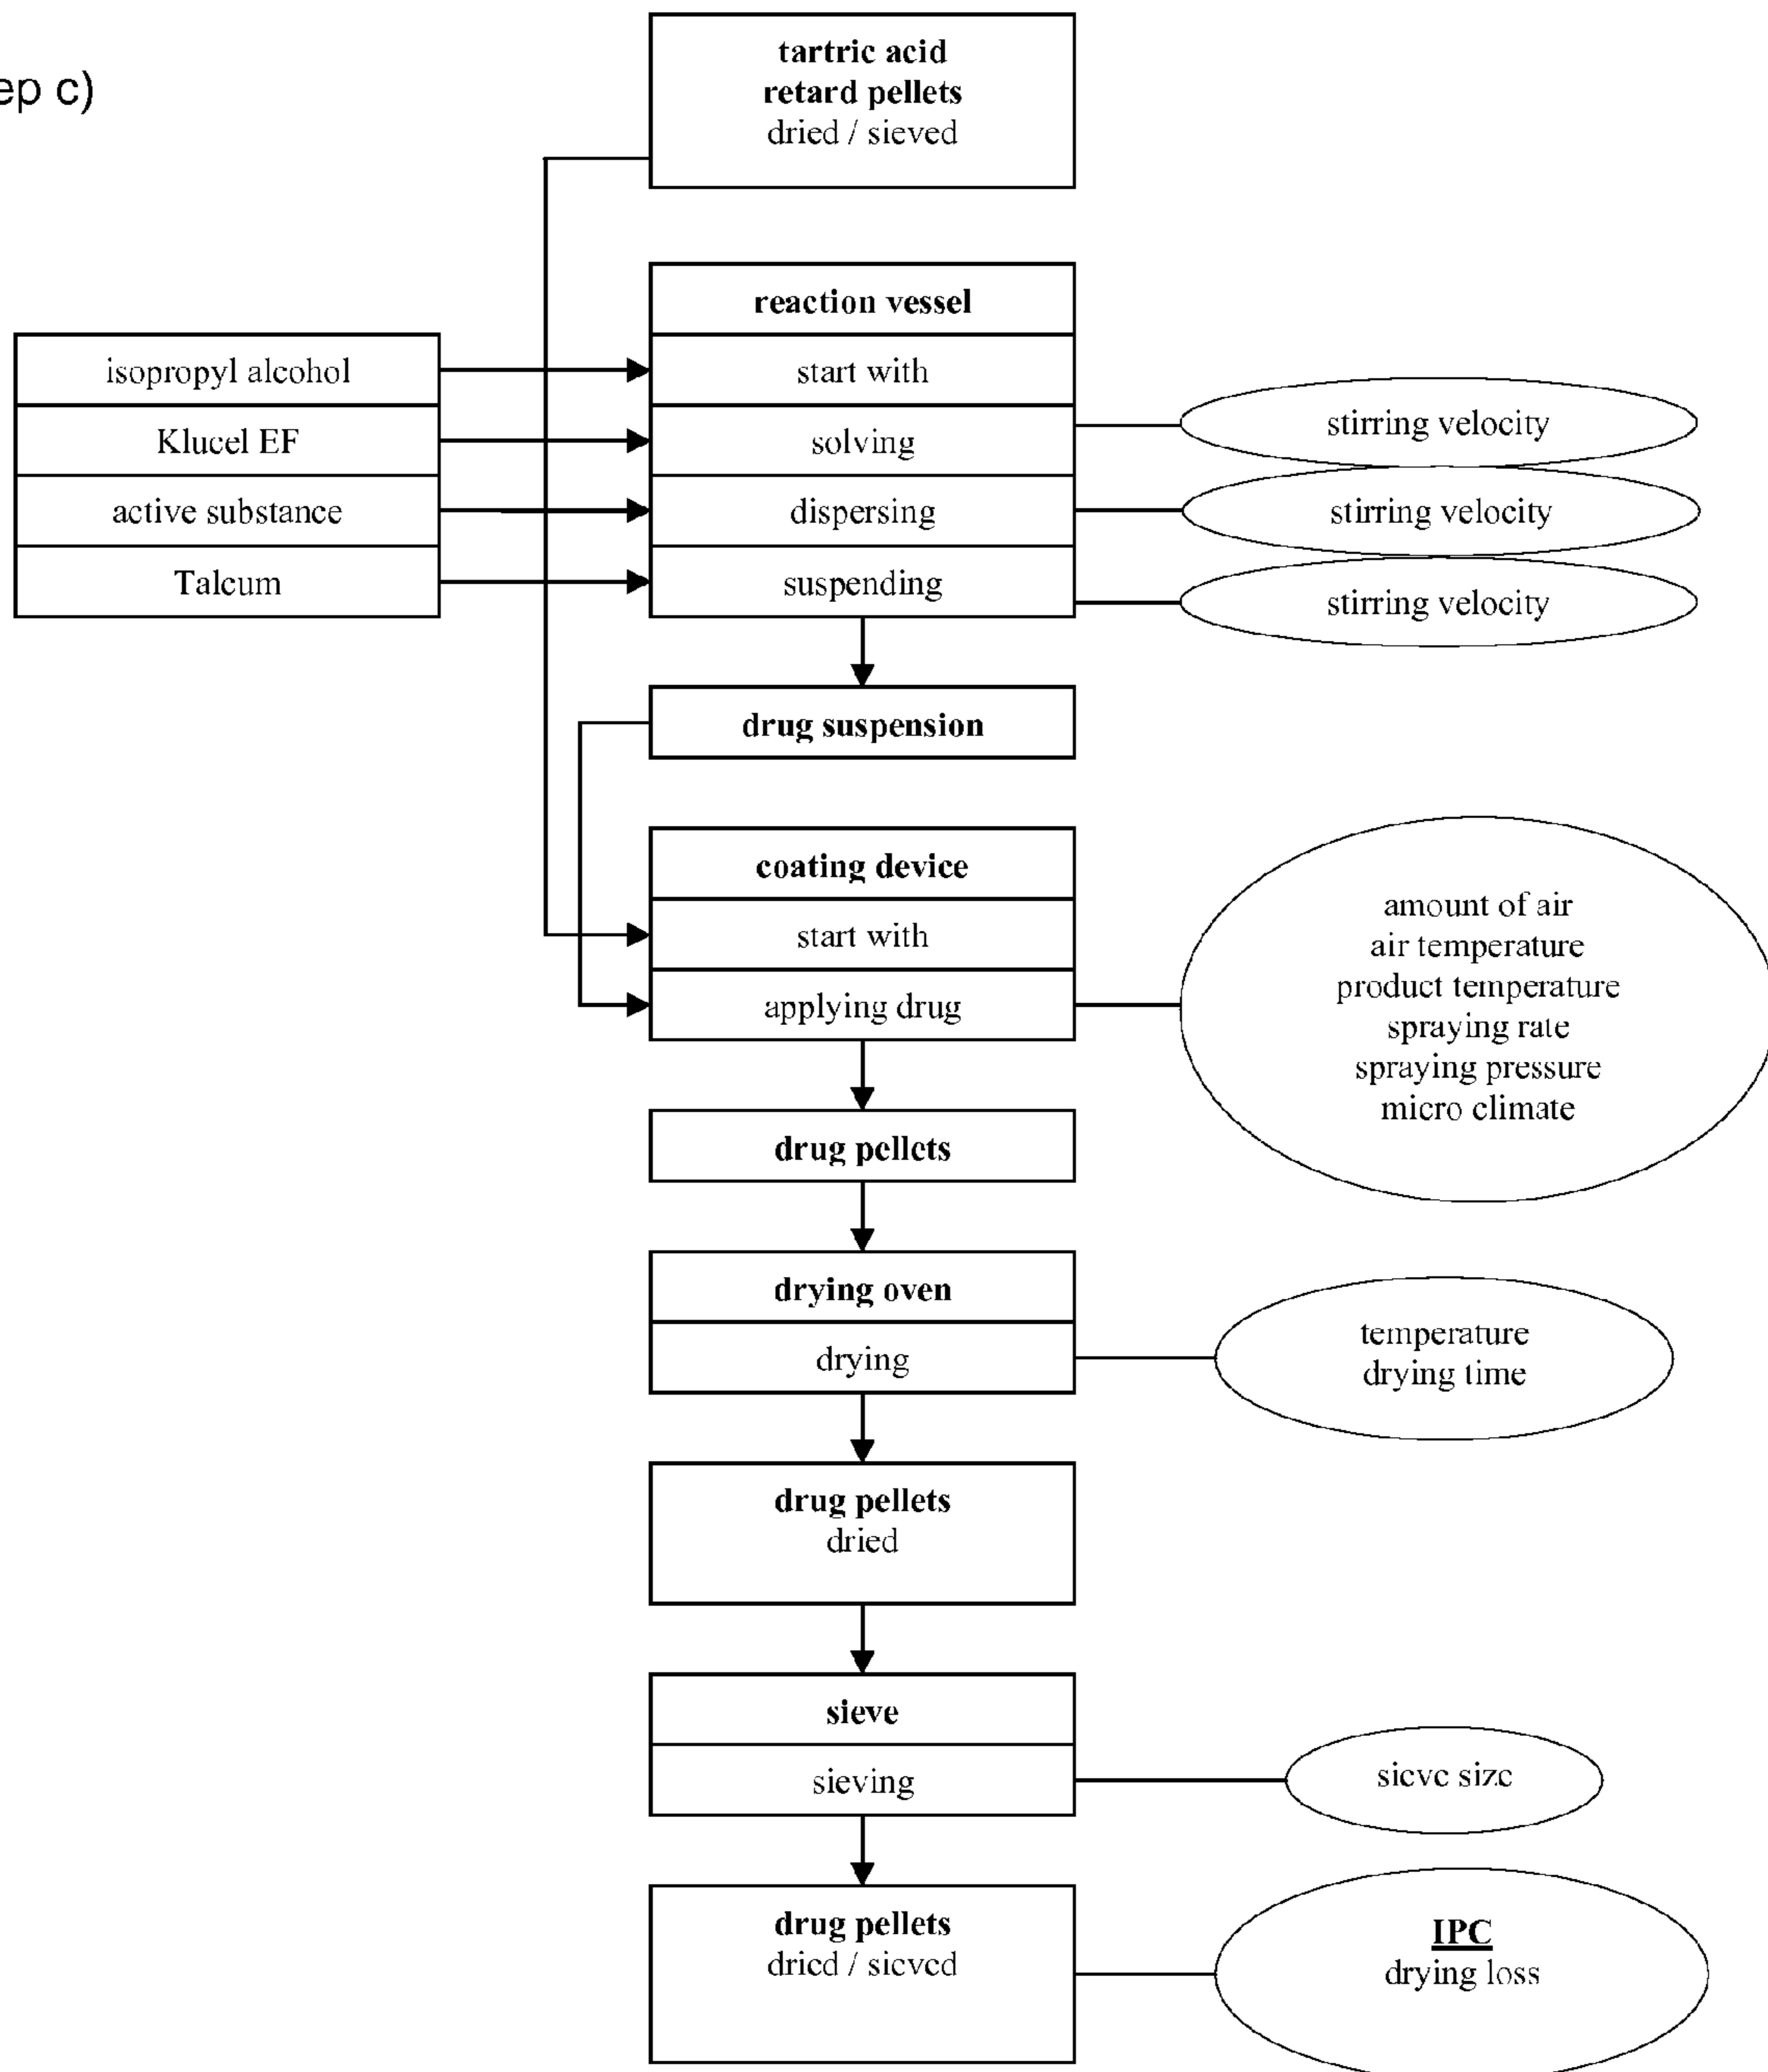 ep c)
tartric acid
retard pellets
dried / sieved
reaction vessel
isopropyl alcohol
start with
Klucel EF
solving
stirring velocity
active substance
dispersing
stirring velocity
Talcum
suspending
stirring velocity
drug suspension
coating device
start with
applying drug
amount of air
air temperature
product temperature
spraying rate
spraying pressure
micro climate
drug pellets
drying oven
drying
temperature
drying time
drug pellets
dried
sieve
sieving
sieve size
drug pellets
dried / sieved
IPC
drying loss